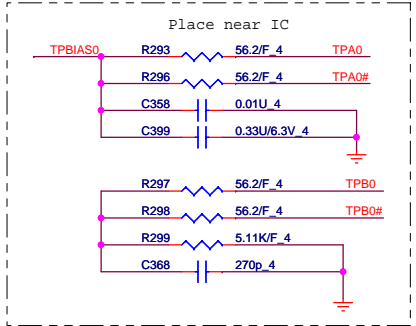 Place near IC
TPBIAS0 R293 56.2/F_4 TPA0
R296 56.2/F_4 TPA0#
C358 0.01U_4
C399 0.33U/6.3V_4
R297 56.2/F_4 TPB0
R298 56.2/F_4 TPB0#
R299 5.11K/F_4
C368 270p_4